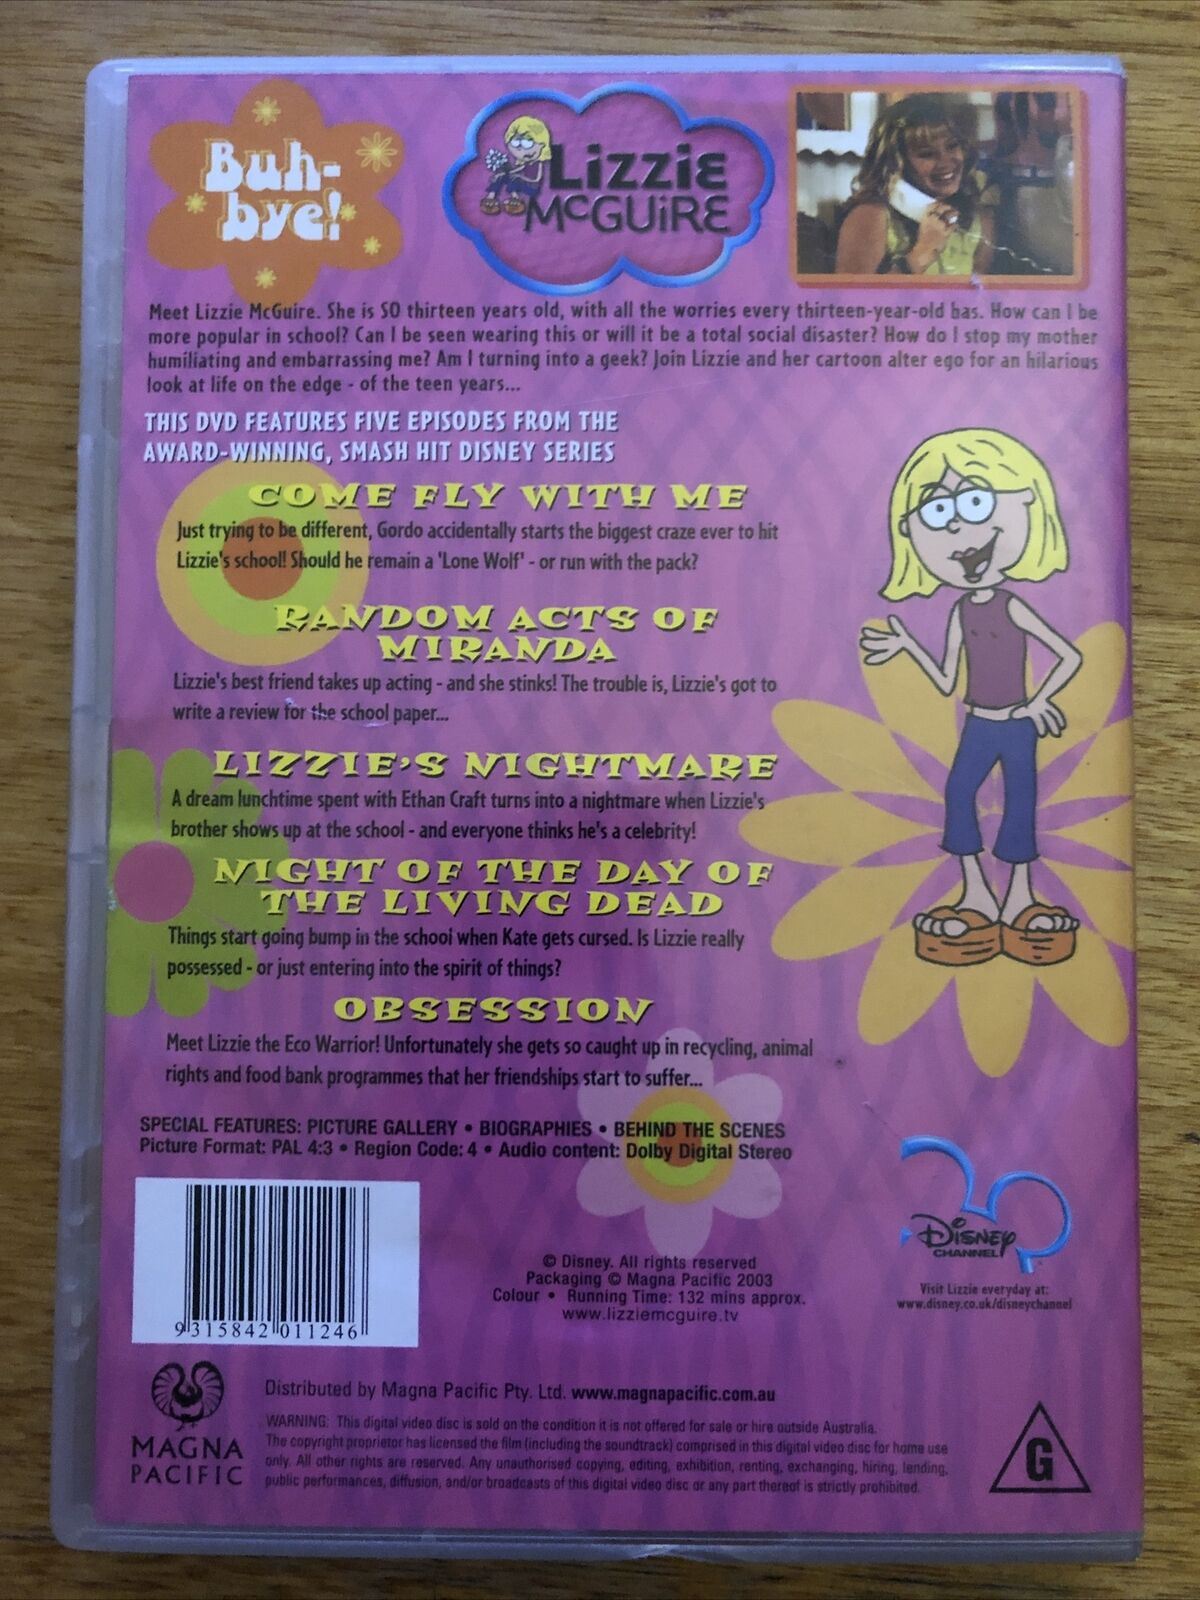 Buh-
bye!
Lizzie
McGUiRE
Meet Lizzie McGuire. She is SO thirteen years old, with all the worries every thirteen-year-old has. How can I be
more popular in school? Can I be seen wearing this or will it be a total social disaster? How do I stop my mother
humiliating and embarrassing me? Am I turning into a geek? Join Lizzie and her cartoon alter ego for an hilarious
look at life on the edge - of the teen years...
THIS DVD FEATURES FIVE EPISODES FROM THE
AWARD-WINNING, SMASH HIT DISNEY SERIES
COME FLY WITH ME
Just trying to be different, Gordo accidentally starts the biggest craze ever to hit
Lizzie's school! Should he remain a 'Lone Wolf' - or run with the pack?
RANDOM ACTS OF
MIRANDA
Lizzie's best friend takes up acting - and she stinks! The trouble is, Lizzie's got to
write a review for the school paper...
LIZZIE'S NIGHTMARE
A dream lunchtime spent with Ethan Craft turns into a nightmare when Lizzie's
brother shows up at the school - and everyone thinks he's a celebrity!
NIGHT OF THE DAY OF
THE LIVING DEAD
Things start going bump in the school when Kate gets cursed. Is Lizzie really
possessed - or just entering into the spirit of things?
OBSESSION
Meet Lizzie the Eco Warrior! Unfortunately she gets so caught up in recycling, animal
rights and food bank programmes that her friendships start to suffer...
SPECIAL FEATURES: PICTURE GALLERY • BIOGRAPHIES • BEHIND THE SCENES
Picture Format: PAL 4:3 • Region Code: 4 • Audio content: Dolby Digital Stereo
9 315842 011246
© Disney. All rights reserved
Packaging © Magna Pacific 2003
Colour • Running Time: 132 mins approx.
www.lizziemcguire.tv
Disney
CHANNEL
Visit Lizzie everyday at:
www.disney.co.uk/disneychannel
MAGNA
PACIFIC
Distributed by Magna Pacific Pty. Ltd. www.magnapacific.com.au
WARNING: This digital video disc is sold on the condition it is not offered for sale or hire outside Australia.
The copyright proprietor has licensed the film (including the soundtrack) comprised in this digital video disc for home use
only. All other rights are reserved. Any unauthorised copying, editing, exhibition, renting, exchanging, hiring, lending,
public performances, diffusion, and/or broadcasts of this digital video disc or any part thereof is strictly prohibited.
G